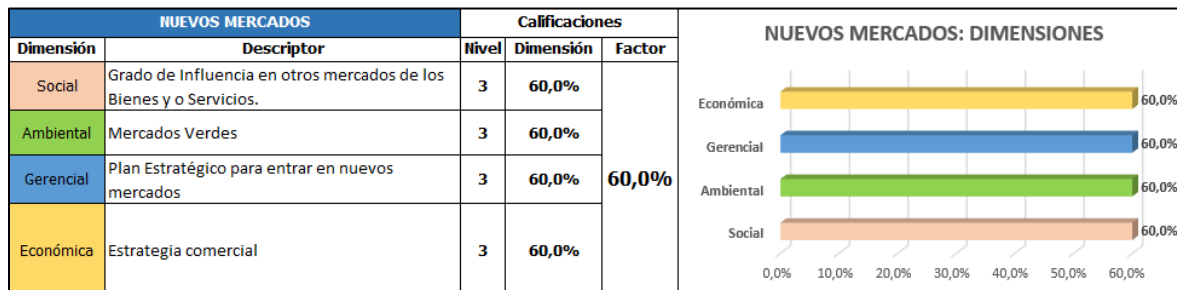 NUEVOS MERCADOS Calificaciones
Dimensión Descriptor Nivel Dimensión Factor
Social Grado de Influencia en otros mercados de los
Bienes y o Servicios. 3 60,0%
Ambiental Mercados Verdes 3 60,0%
Gerencial Plan Estratégico para entrar en nuevos
mercados 3 60,0% 60,0%
Económica Estrategia comercial 3 60,0%
NUEVOS MERCADOS: DIMENSIONES
Económica 60,0%
Gerencial 60,0%
Ambiental 60,0%
Social 60,0%
0,0% 10,0% 20,0% 30,0% 40,0% 50,0% 60,0%